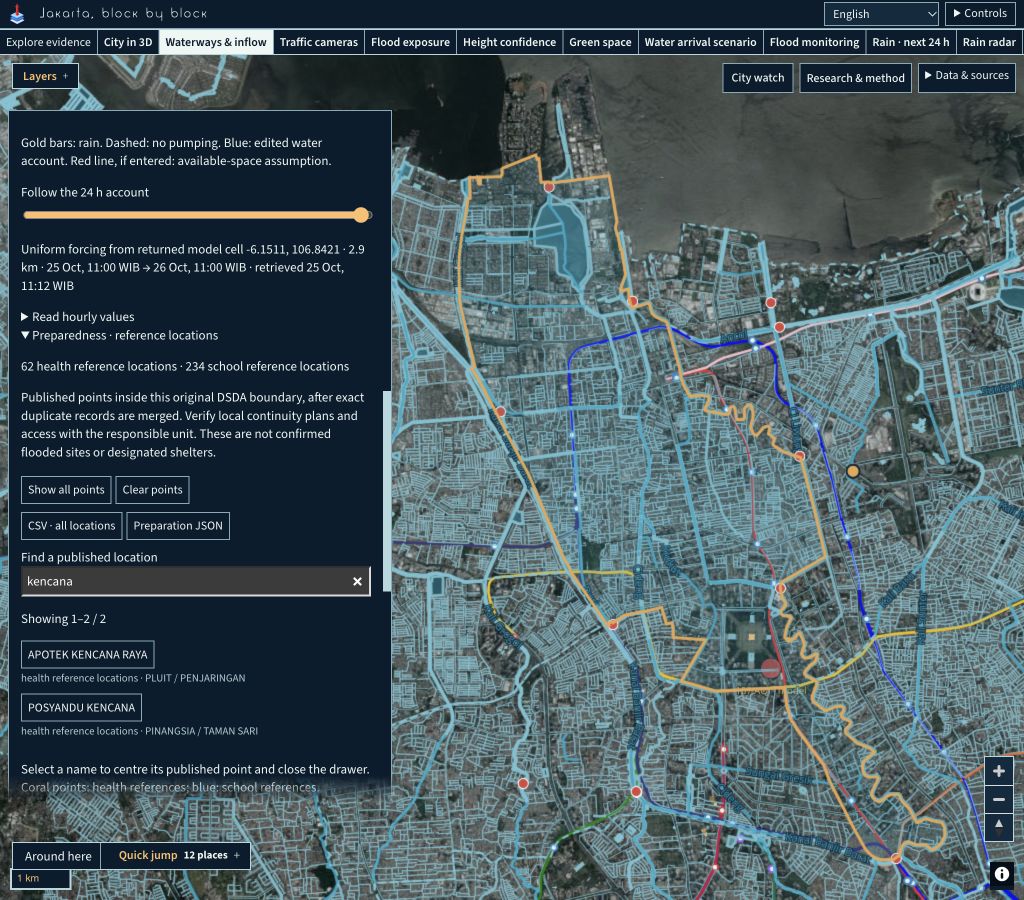 Jakarta, block by block
English
Controls
Explore evidence
City in 3D
Waterways & inflow
Traffic cameras
Flood exposure
Height confidence
Green space
Water arrival scenario
Flood monitoring
Rain · next 24 h
Rain radar
Layers +
City watch
Research & method
Data & sources
Gold bars: rain. Dashed: no pumping. Blue: edited water
account. Red line, if entered: available-space assumption.
Follow the 24 h account
Uniform forcing from returned model cell -6.1511, 106.8421 · 2.9
km · 25 Oct, 11:00 WIB → 26 Oct, 11:00 WIB · retrieved 25 Oct,
11:12 WIB
Read hourly values
Preparedness · reference locations
62 health reference locations · 234 school reference locations
Published points inside this original DSDA boundary, after exact
duplicate records are merged. Verify local continuity plans and
access with the responsible unit. These are not confirmed
flooded sites or designated shelters.
Show all points
Clear points
CSV · all locations
Preparation JSON
Find a published location
kencana
Showing 1–2 / 2
APOTEK KENCANA RAYA
health reference locations · PLUIT / PENJARINGAN
POSYANDU KENCANA
health reference locations · PINANGSIA / TAMAN SARI
Select a name to centre its published point and close the drawer.
Coral points: health references; blue: school references.
Around here
Quick jump 12 places +
1 km